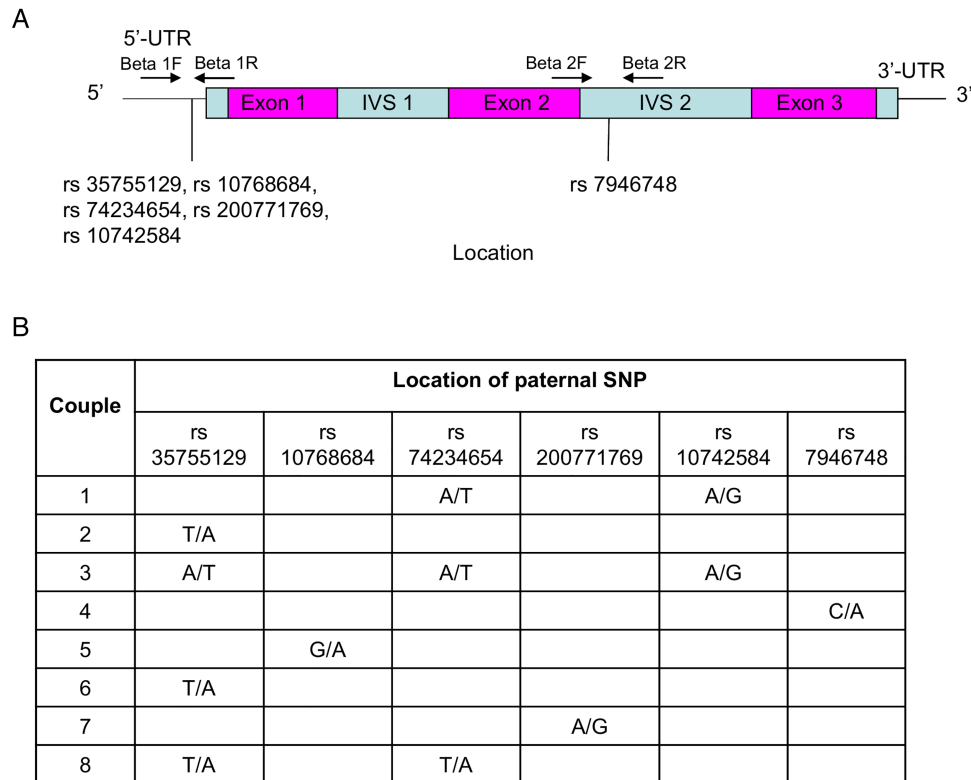 A
5'-UTR
Beta 1F Beta 1R Beta 2F Beta 2R 3'-UTR
5' Exon 1 IVS 1 Exon 2 IVS 2 Exon 3 3'
rs 35755129, rs 10768684, rs 7946748
rs 74234654, rs 200771769,
rs 10742584
Location
B
Couple Location of paternal SNP
rs rs rs rs rs rs
35755129 10768684 74234654 200771769 10742584 7946748
1 A/T A/G
2 T/A
3 A/T A/T A/G
4 C/A
5 G/A
6 T/A
7 A/G
8 T/A T/A